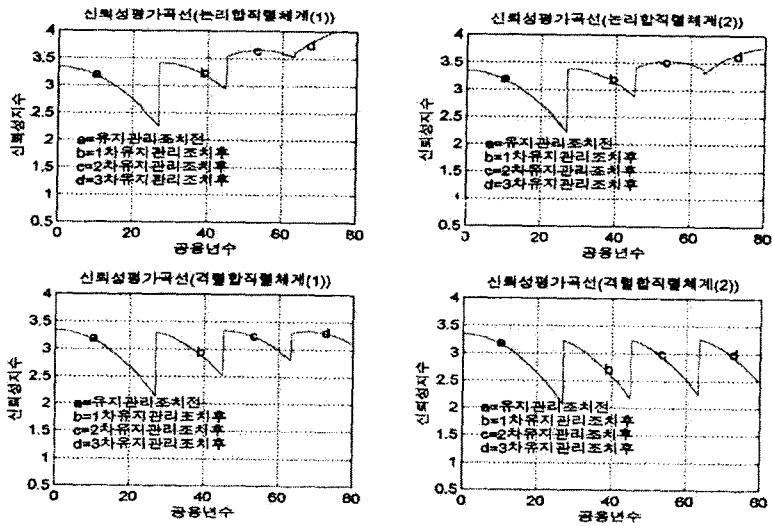 신뢰성평가곡선(논리합직렬체계(1))
4
3.5
3
2.5
2
1.5
1
0.5
신뢰성지수
a
b
c
d
a=유지관리조치전
b=1차유지관리조치후
c=2차유지관리조치후
d=3차유지관리조치후
0 20 40 60 80
공용년수
신뢰성평가곡선(논리합직렬체계(2))
4
3.5
3
2.5
2
1.5
1
0.5
신뢰성지수
a
b
c
d
a=유지관리조치전
b=1차유지관리조치후
c=2차유지관리조치후
d=3차유지관리조치후
0 20 40 60 80
공용년수
신뢰성평가곡선(격렬합직렬체계(1))
4
3.5
3
2.5
2
1.5
1
0.5
신뢰성지수
a
b
c
d
a=유지관리조치전
b=1차유지관리조치후
c=2차유지관리조치후
d=3차유지관리조치후
0 20 40 60 80
공용년수
신뢰성평가곡선(격렬합직렬체계(2))
4
3.5
3
2.5
2
1.5
1
0.5
신뢰성지수
a
b
c
d
a=유지관리조치전
b=1차유지관리조치후
c=2차유지관리조치후
d=3차유지관리조치후
0 20 40 60 80
공용년수